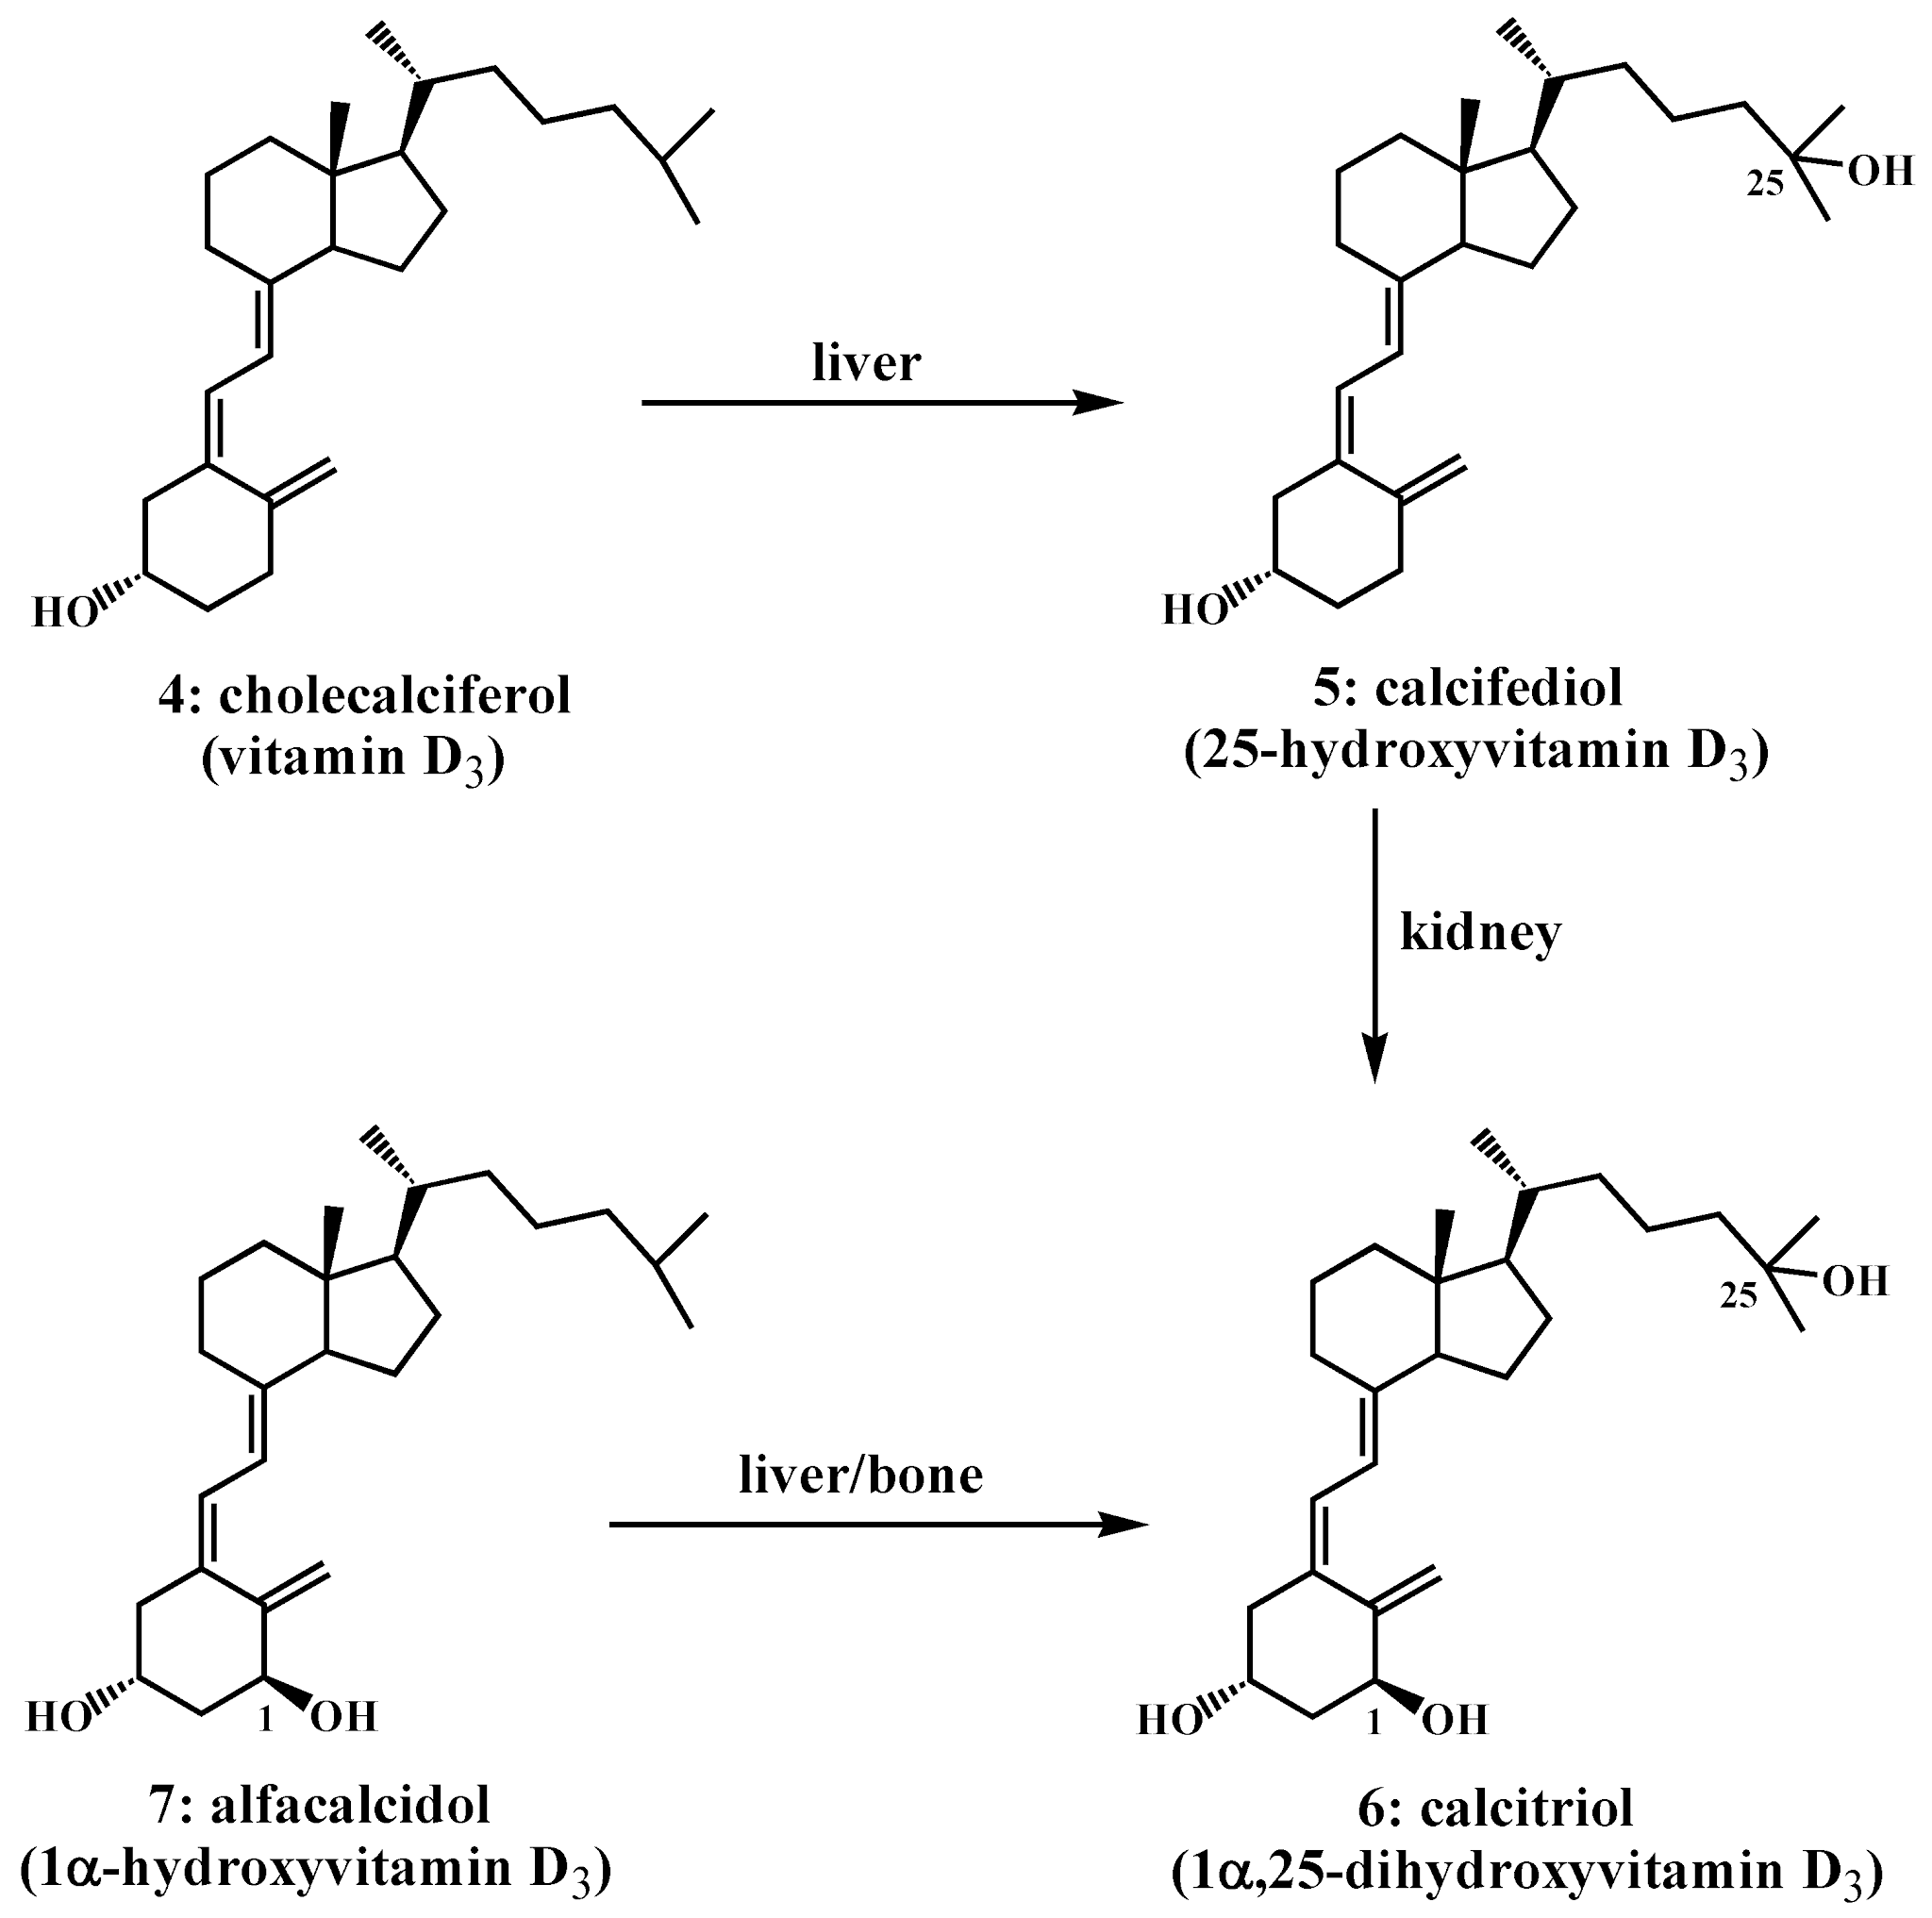 25
OH
liver
HO
HO
4: cholecalciferol
(vitamin D3)
5: calcifediol
(25-hydroxyvitamin D3)
kidney
25
OH
liver/bone
HO
1
OH
HO
1
OH
7: alfacalcidol
(1α-hydroxyvitamin D3)
6: calcitriol
(1α,25-dihydroxyvitamin D3)